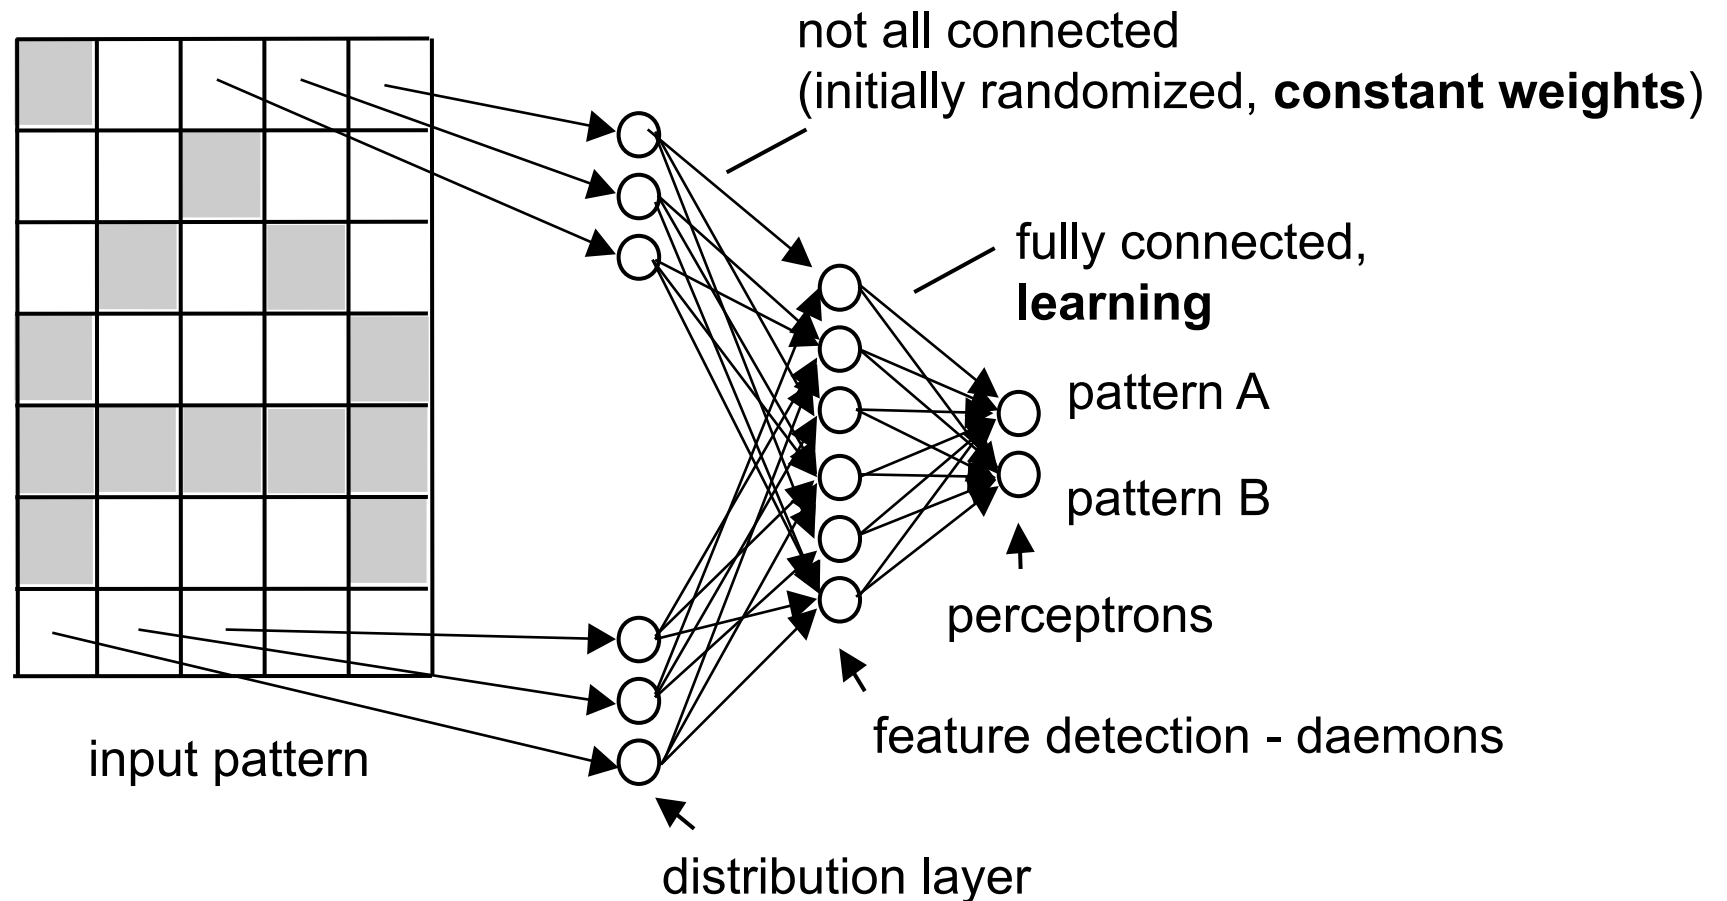 not all connected
(initially randomized, constant weights)
fully connected,
learning
pattern A
pattern B
perceptrons
feature detection - daemons
input pattern
distribution layer